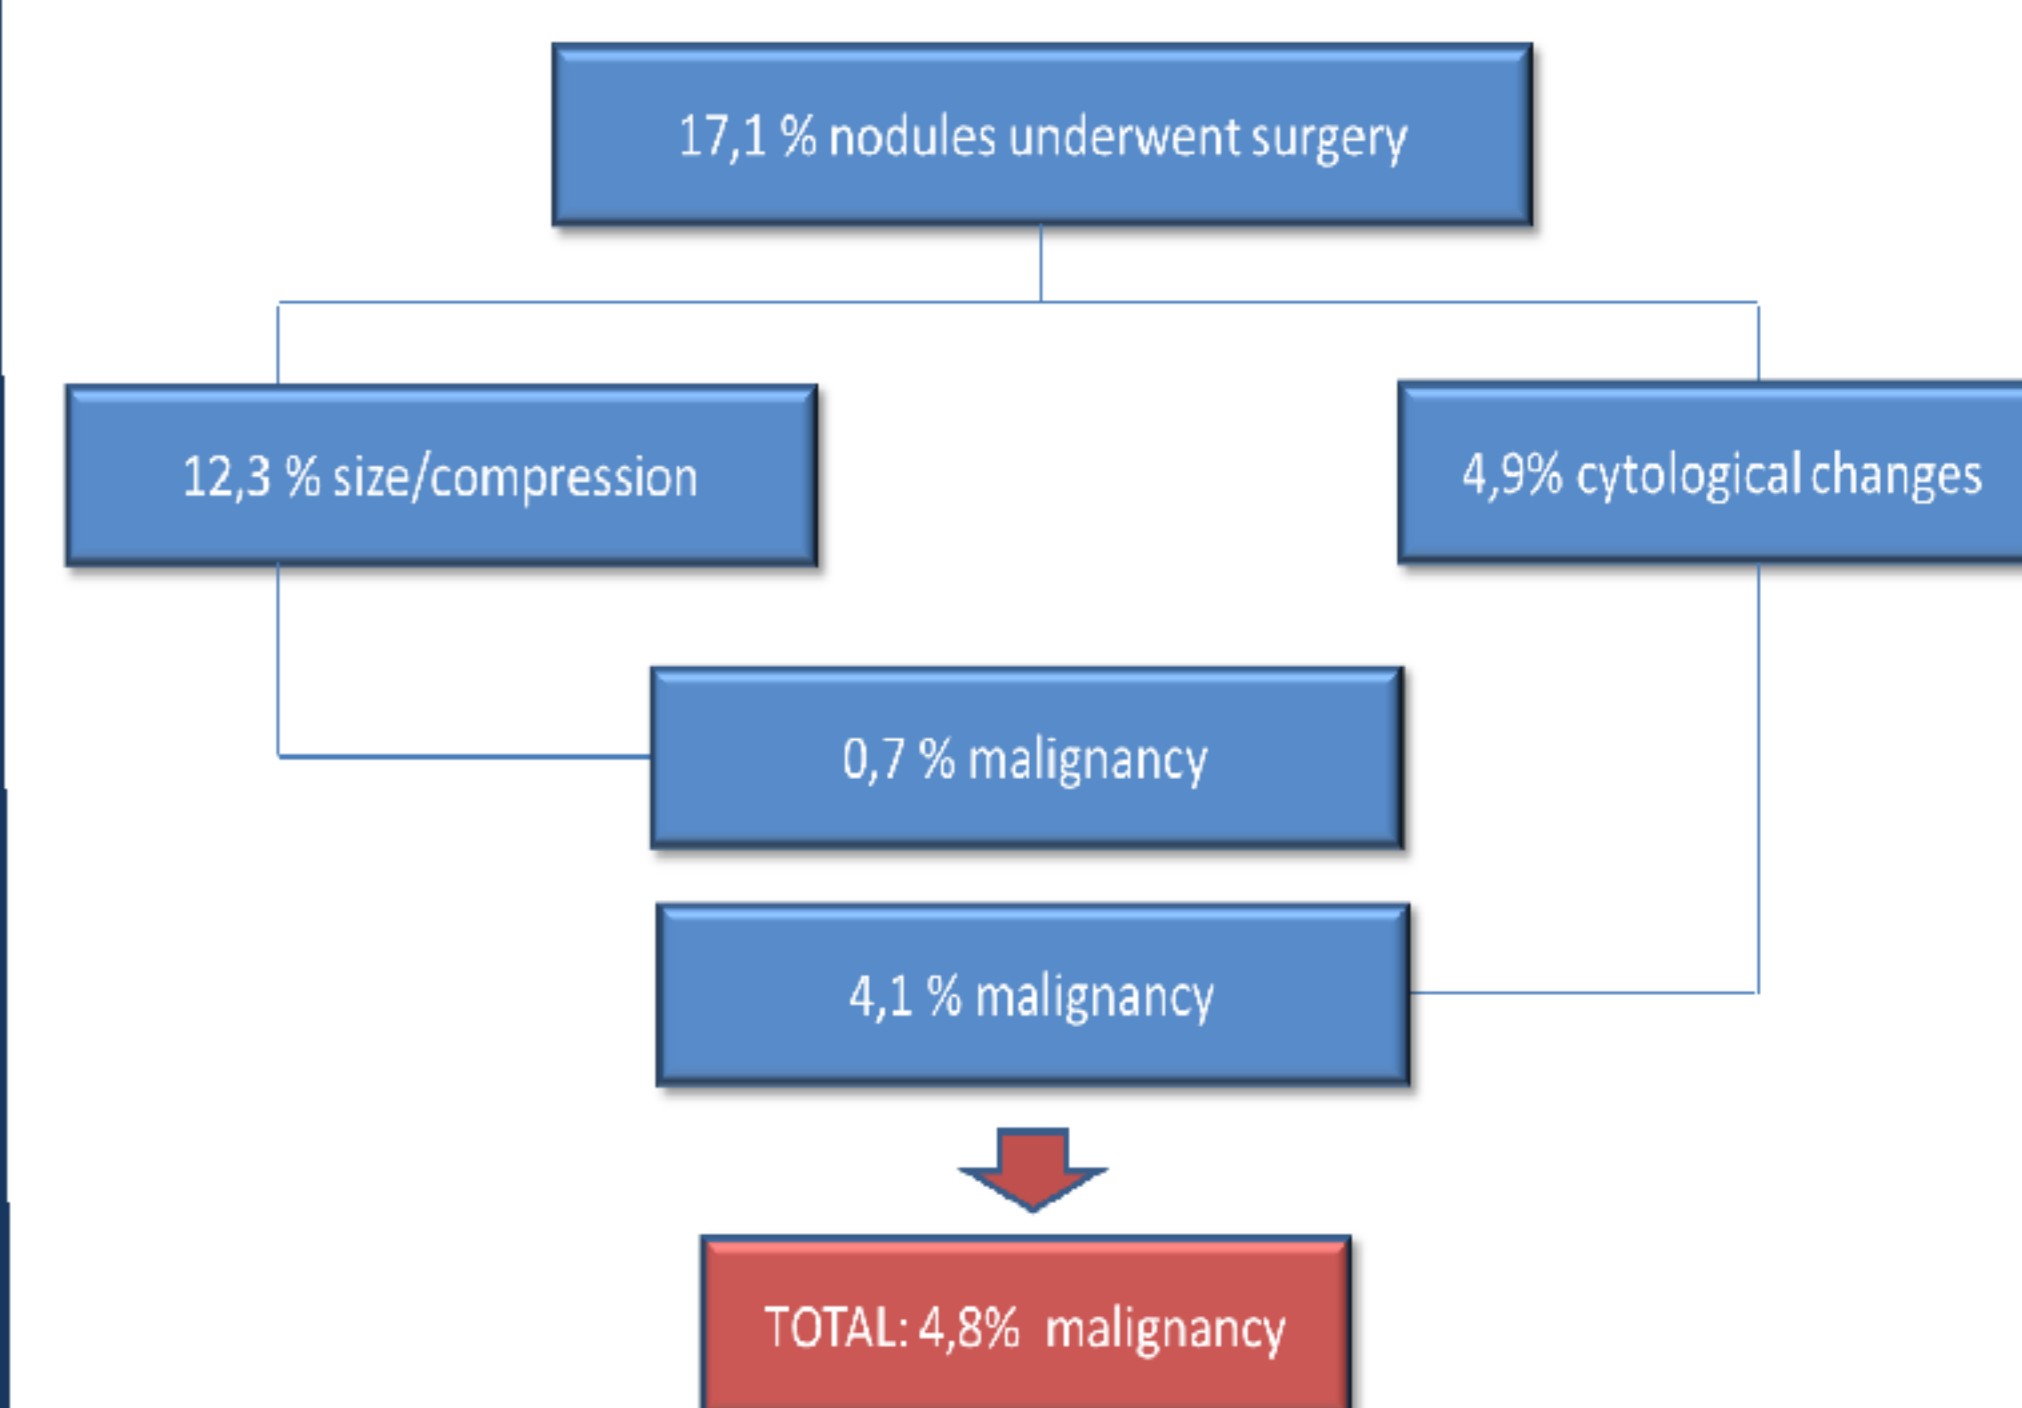 17,1 % nodules underwent surgery
12,3 % size/compression
4,9% cytological changes
0,7 % malignancy
4,1 % malignancy
TOTAL: 4,8% malignancy